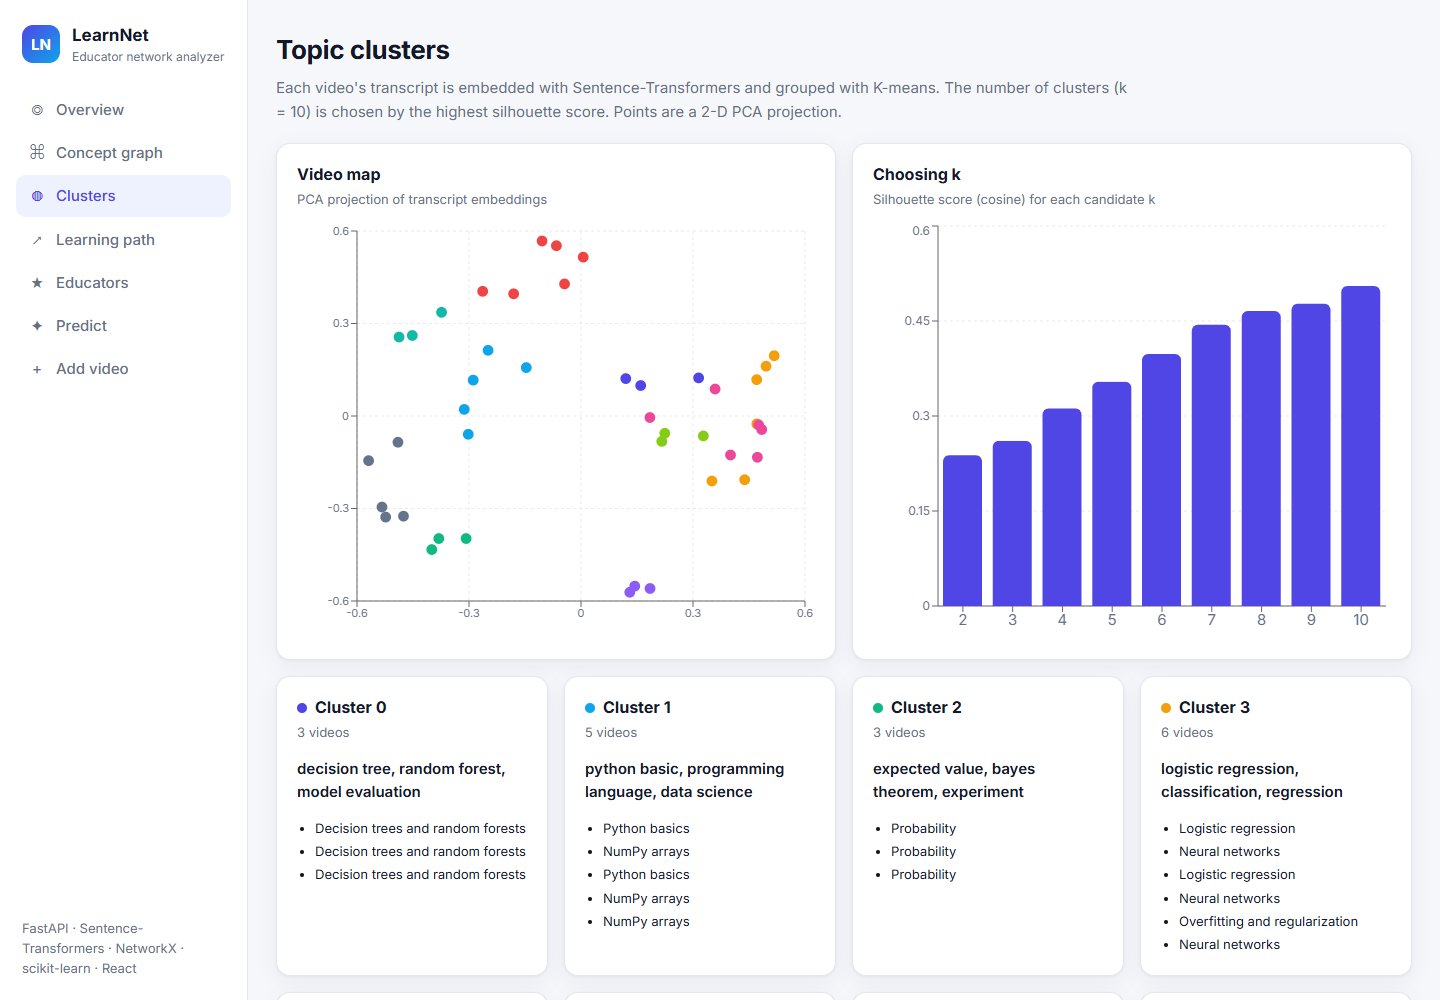 LN
LearnNet
Educator network analyzer
Overview
Concept graph
Clusters
Learning path
Educators
Predict
+ Add video
FastAPI · Sentence-
Transformers · NetworkX ·
scikit-learn · React
Topic clusters
Each video's transcript is embedded with Sentence-Transformers and grouped with K-means. The number of clusters (k
= 10) is chosen by the highest silhouette score. Points are a 2-D PCA projection.
Video map
PCA projection of transcript embeddings
0.6
0.3
0
-0.3
-0.6
-0.6 -0.3 0 0.3 0.6
Choosing k
Silhouette score (cosine) for each candidate k
0.6
0.45
0.3
0.15
0
2 3 4 5 6 7 8 9 10
Cluster 0
3 videos
decision tree, random forest,
model evaluation
• Decision trees and random forests
• Decision trees and random forests
• Decision trees and random forests
Cluster 1
5 videos
python basic, programming
language, data science
• Python basics
• NumPy arrays
• Python basics
• NumPy arrays
• NumPy arrays
Cluster 2
3 videos
expected value, bayes
theorem, experiment
• Probability
• Probability
• Probability
Cluster 3
6 videos
logistic regression,
classification, regression
• Logistic regression
• Neural networks
• Logistic regression
• Neural networks
• Overfitting and regularization
• Neural networks